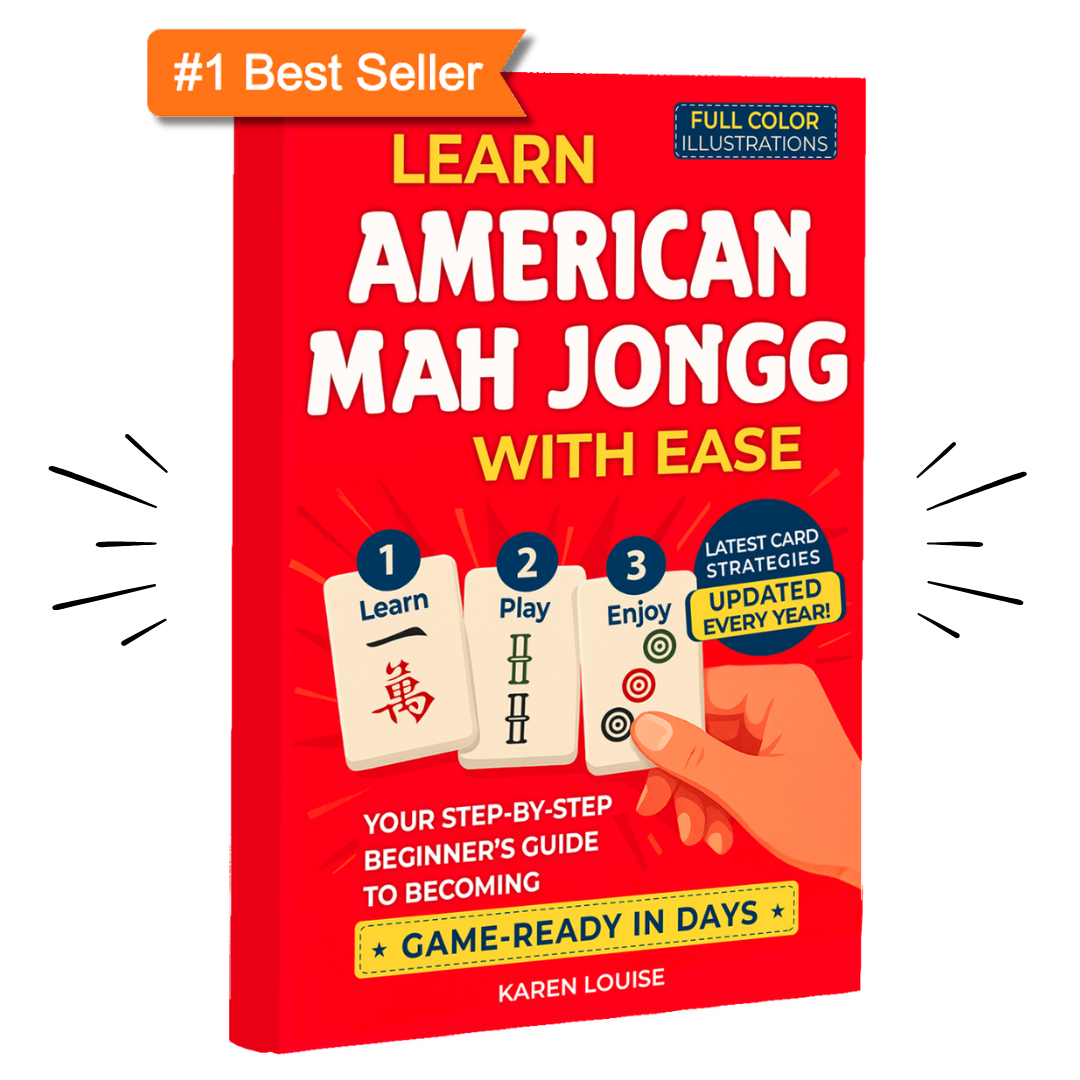 #1 Best Seller
FULL COLOR
ILLUSTRATIONS
LEARN
AMERICAN
MAH JONGG
WITH EASE
LATEST CARD
STRATEGIES
UPDATED
EVERY YEAR!
1
Learn
一
萬
2
Play
3
Enjoy
YOUR STEP-BY-STEP
BEGINNER'S GUIDE
TO BECOMING
★ GAME-READY IN DAYS ★
KAREN LOUISE